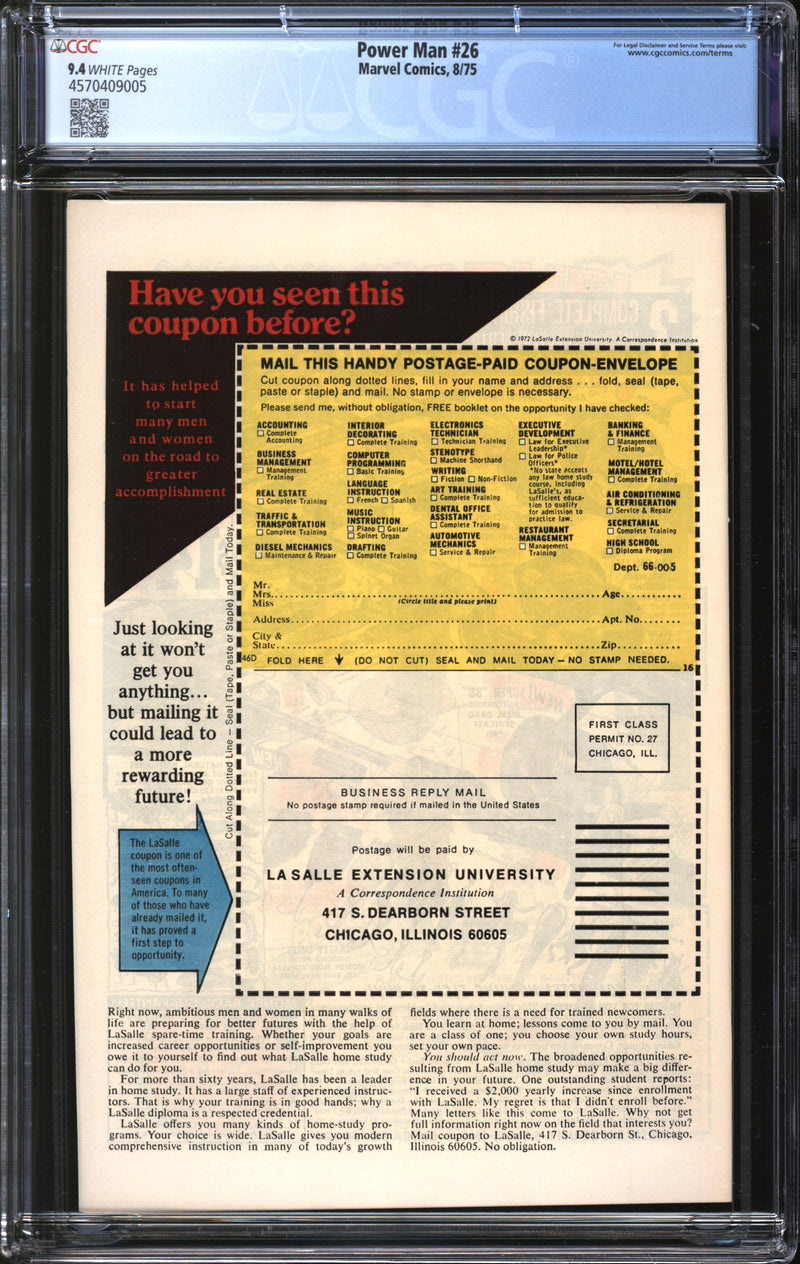 CGC
9.4 WHITE Pages
4570409005
Power Man #26
Marvel Comics, 8/75
For Legal Disclaimer and Service Terms please visit:
www.cgccomics.com/terms
CGC
Have you seen this
coupon before?
© 1972 LaSalle Extension University. A Correspondence Institution
It has helped
to start
many men
and women
on the road to
greater
accomplishment
MAIL THIS HANDY POSTAGE-PAID COUPON-ENVELOPE
Cut coupon along dotted lines, fill in your name and address . . . fold, seal (tape,
paste or staple) and mail. No stamp or envelope is necessary.
Please send me, without obligation, FREE booklet on the opportunity I have checked:
ACCOUNTING
☐ Complete
Accounting
BUSINESS
MANAGEMENT
☐ Management
Training
REAL ESTATE
☐ Complete Training
TRAFFIC &
TRANSPORTATION
☐ Complete Training
DIESEL MECHANICS
☐ Maintenance & Repair
INTERIOR
DECORATING
☐ Complete Training
COMPUTER
PROGRAMMING
☐ Basic Training
LANGUAGE
INSTRUCTION
☐ French ☐ Spanish
MUSIC
INSTRUCTION
☐ Piano ☐ Guitar
☐ Spinet Organ
DRAFTING
☐ Complete Training
ELECTRONICS
TECHNICIAN
☐ Technician Training
STENOTYPE
☐ Machine Shorthand
WRITING
☐ Fiction ☐ Non-Fiction
ART TRAINING
☐ Complete Training
DENTAL OFFICE
ASSISTANT
☐ Complete Training
AUTOMOTIVE
MECHANICS
☐ Service & Repair
EXECUTIVE
DEVELOPMENT
☐ Law for Executive
Leadership*
☐ Law for Police
Officers*
*No state accepts
any law home study
course, including
LaSalle's, as
sufficient educa-
tion to qualify
for admission to
practice law.
RESTAURANT
MANAGEMENT
☐ Management
Training
BANKING
& FINANCE
☐ Management
Training
MOTEL/HOTEL
MANAGEMENT
☐ Complete Training
AIR CONDITIONING
& REFRIGERATION
☐ Service & Repair
SECRETARIAL
☐ Complete Training
HIGH SCHOOL
☐ Diploma Program
Dept. 66-005
Mr.
Mrs. Age
Miss (Circle title and please print)
Address Apt. No.
City &
State Zip
46D FOLD HERE ↓ (DO NOT CUT) SEAL AND MAIL TODAY — NO STAMP NEEDED. 16
Cut Along Dotted Line — Seal (Tape, Paste or Staple) and Mail Today...
Just looking
at it won't
get you
anything...
but mailing it
could lead to
a more
rewarding
future!
The LaSalle
coupon is one of
the most often-
seen coupons in
America. To many
of those who have
already mailed it,
it has proved a
first step to
opportunity.
FIRST CLASS
PERMIT NO. 27
CHICAGO, ILL.
BUSINESS REPLY MAIL
No postage stamp required if mailed in the United States
Postage will be paid by
LA SALLE EXTENSION UNIVERSITY
A Correspondence Institution
417 S. DEARBORN STREET
CHICAGO, ILLINOIS 60605
Right now, ambitious men and women in many walks of
life are preparing for better futures with the help of
LaSalle spare-time training. Whether your goals are
increased career opportunities or self-improvement you
owe it to yourself to find out what LaSalle home study
can do for you.
For more than sixty years, LaSalle has been a leader
in home study. It has a large staff of experienced instruc-
tors. That is why your training is in good hands; why a
LaSalle diploma is a respected credential.
LaSalle offers you many kinds of home-study pro-
grams. Your choice is wide. LaSalle gives you modern
comprehensive instruction in many of today's growth
fields where there is a need for trained newcomers.
You learn at home; lessons come to you by mail. You
are a class of one; you choose your own study hours,
set your own pace.
You should act now. The broadened opportunities re-
sulting from LaSalle home study may make a big differ-
ence in your future. One outstanding student reports:
"I received a $2,000 yearly increase since enrollment
with LaSalle. My regret is that I didn't enroll before."
Many letters like this come to LaSalle. Why not get
full information right now on the field that interests you?
Mail coupon to LaSalle, 417 S. Dearborn St., Chicago,
Illinois 60605. No obligation.